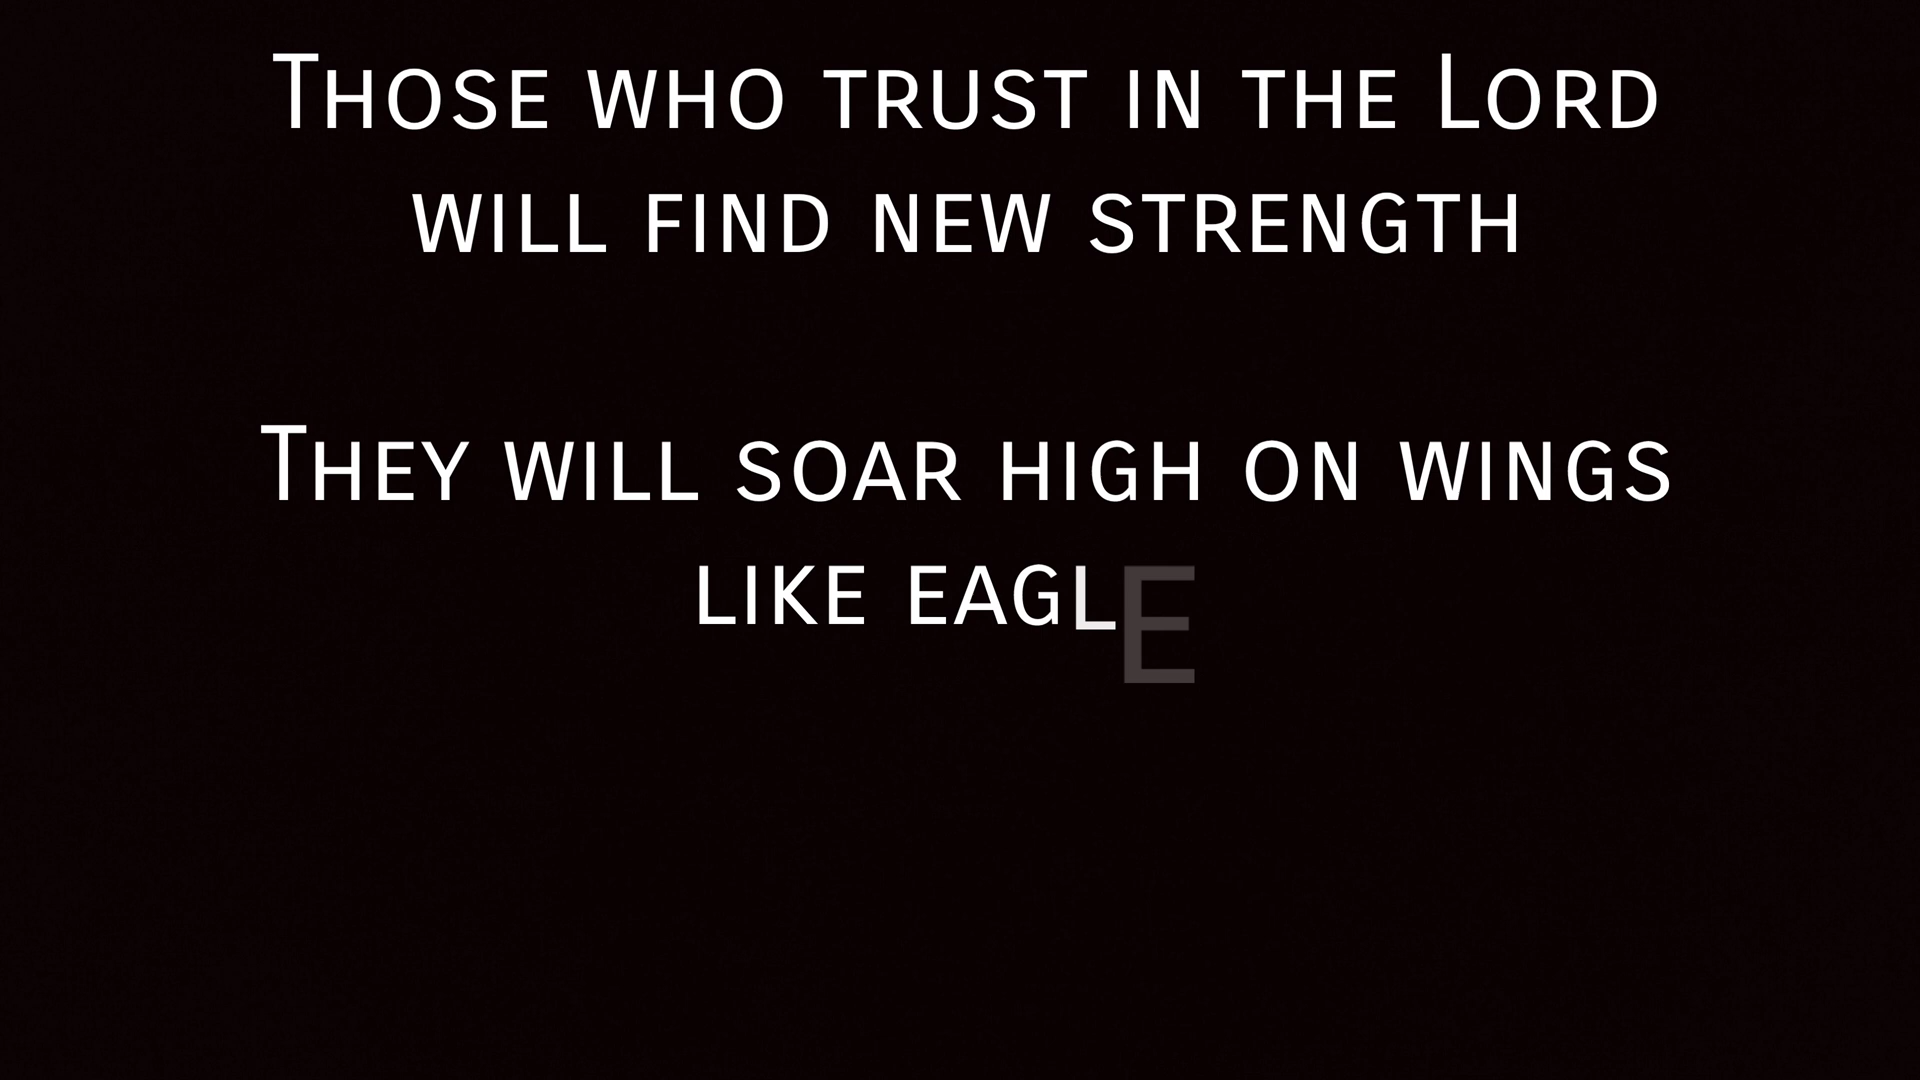 Those who trust in the Lord
will find new strength
They will soar high on wings
like eagle